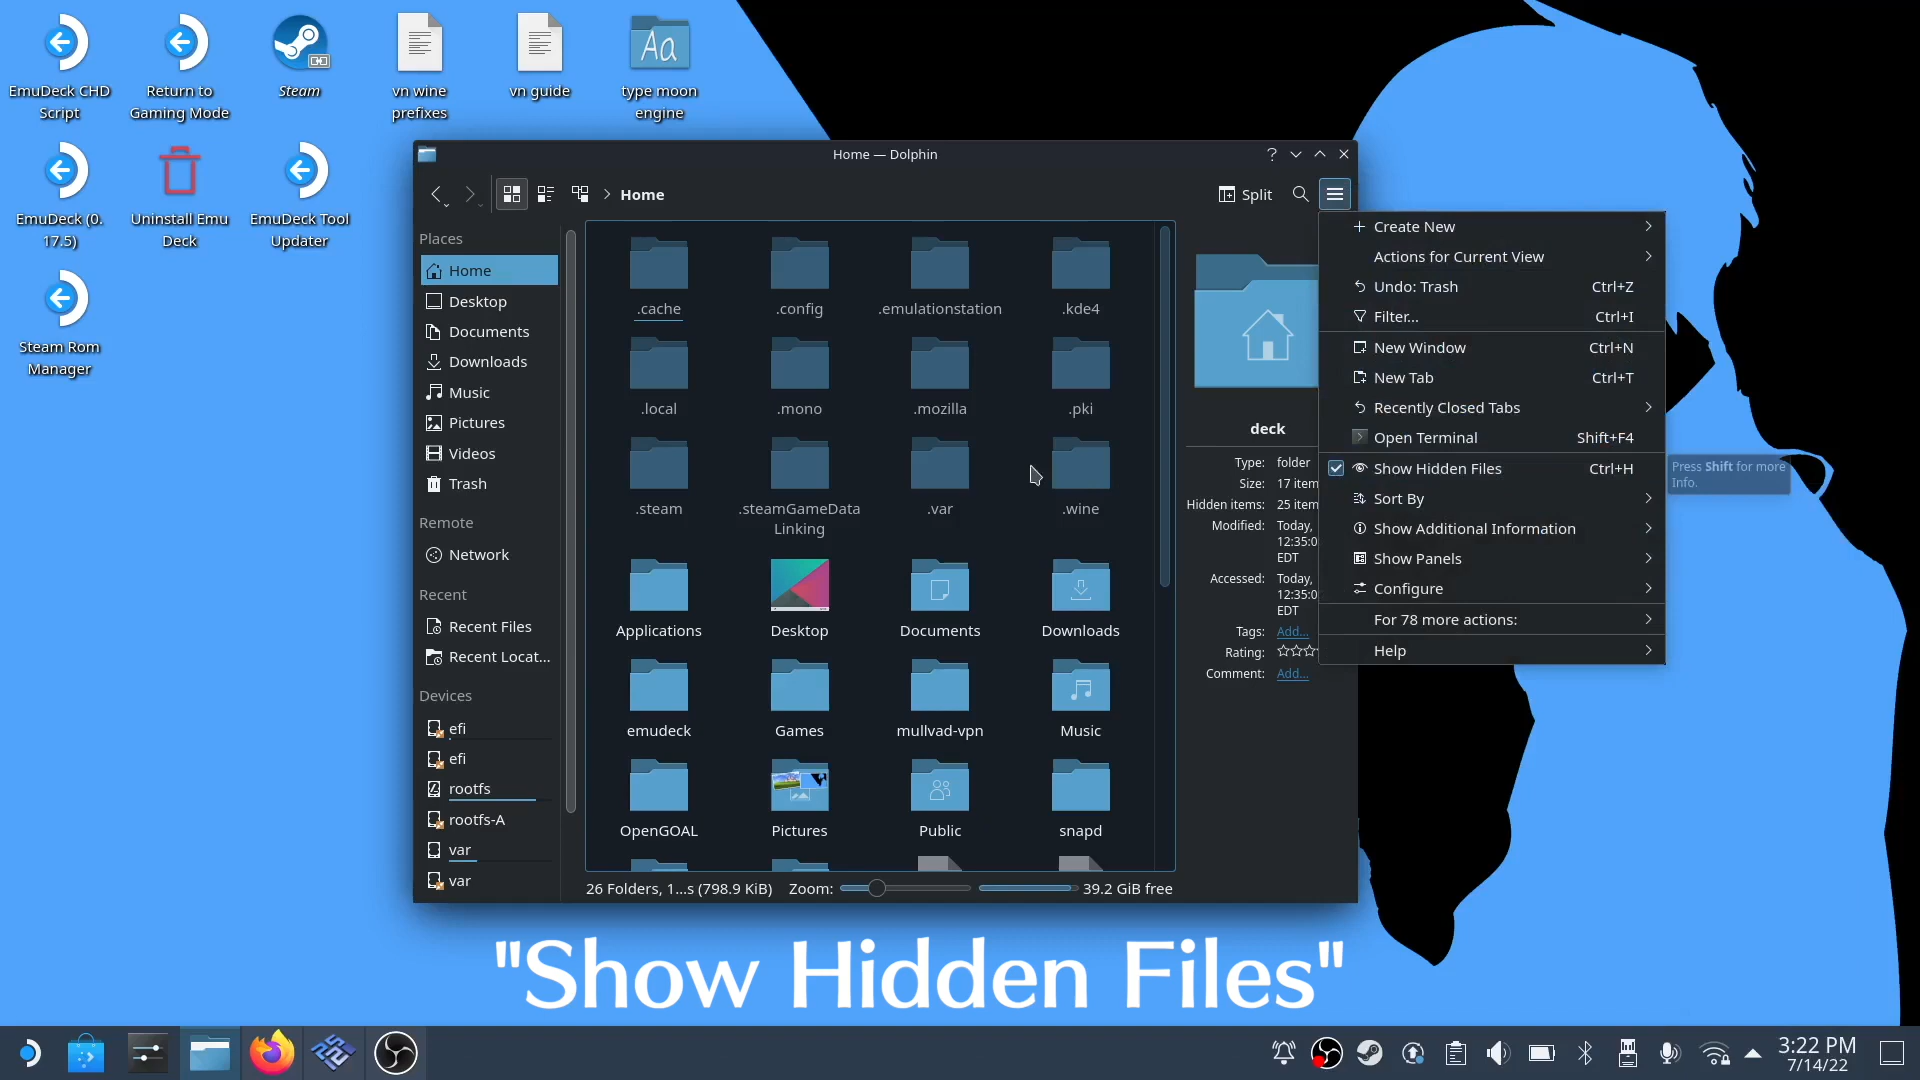 EmuDeck CHD
Script
Return to
Gaming Mode
Steam
vn wine
prefixes
vn guide
Aa
type moon
engine
EmuDeck (0.
17.5)
Uninstall Emu
Deck
EmuDeck Tool
Updater
Steam Rom
Manager
Home — Dolphin
?
Home
Split
Places
Home
Desktop
Documents
Downloads
Music
Pictures
Videos
Trash
Remote
Network
Recent
Recent Files
Recent Locat...
Devices
efi
efi
rootfs
rootfs-A
var
var
.cache
.config
.emulationstation
.kde4
.local
.mono
.mozilla
.pki
.steam
.steamGameData
Linking
.var
.wine
Applications
Desktop
Documents
Downloads
emudeck
Games
mullvad-vpn
Music
OpenGOAL
Pictures
Public
snapd
26 Folders, 1...s (798.9 KiB)
Zoom:
39.2 GiB free
deck
Type: folder
Size: 17 item
Hidden items: 25 item
Modified: Today,
12:35:0
EDT
Accessed: Today,
12:35:0
EDT
Tags: Add...
Rating:
Comment: Add...
Create New
Actions for Current View
Undo: Trash Ctrl+Z
Filter... Ctrl+I
New Window Ctrl+N
New Tab Ctrl+T
Recently Closed Tabs
Open Terminal Shift+F4
Show Hidden Files Ctrl+H
Sort By
Show Additional Information
Show Panels
Configure
For 78 more actions:
Help
Press Shift for more
Info.
"Show Hidden Files"
3:22 PM
7/14/22